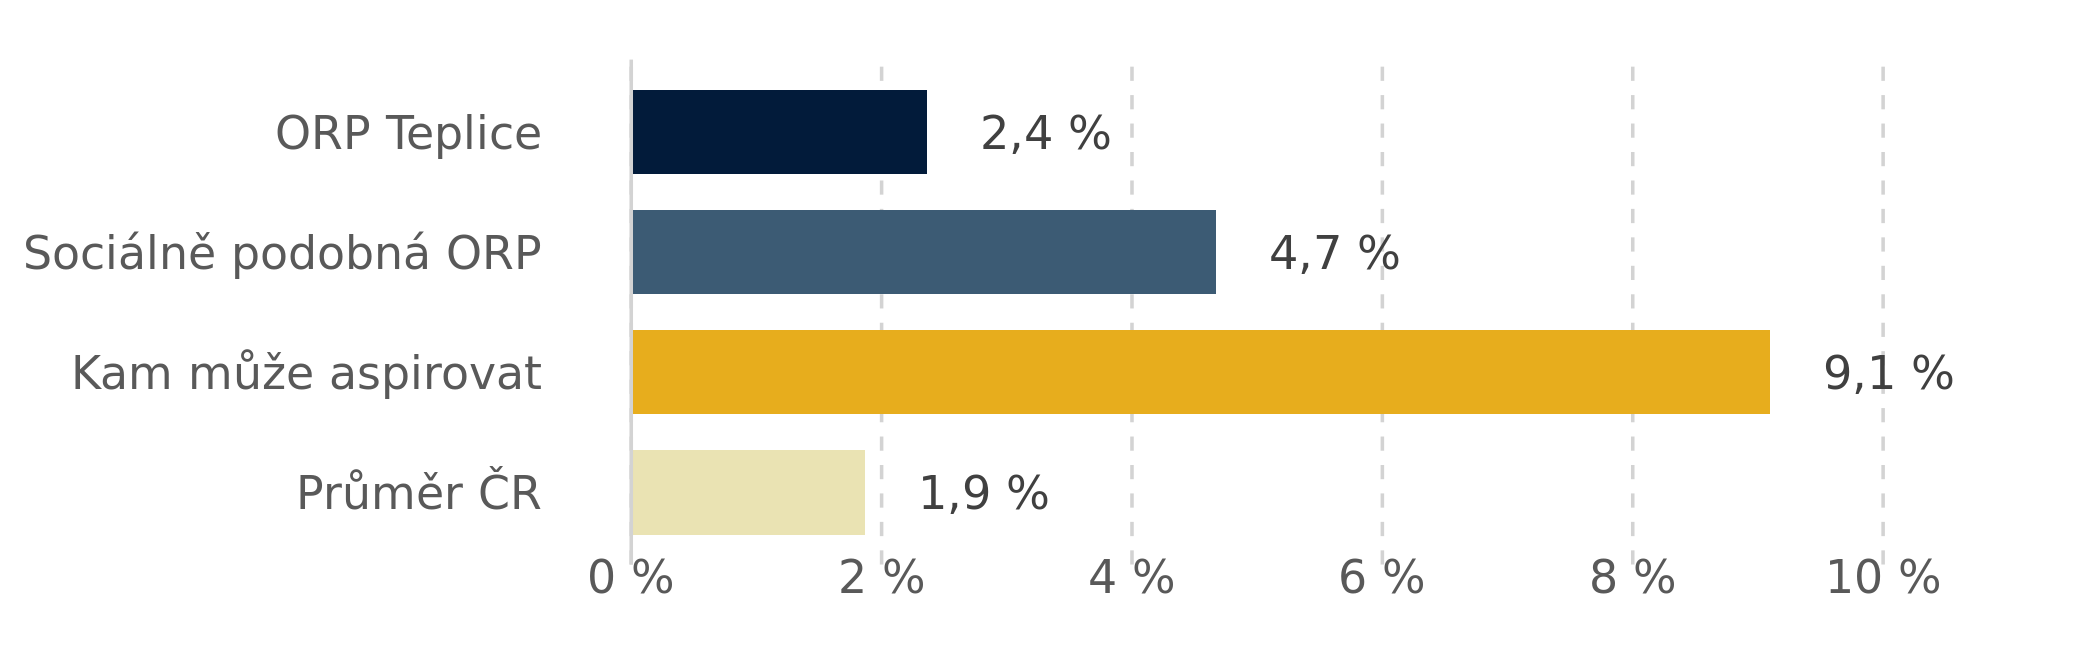 ORP Teplice 2,4 %
Sociálně podobná ORP 4,7 %
Kam může aspirovat 9,1 %
Průměr ČR 1,9 %
0 % 2 % 4 % 6 % 8 % 10 %